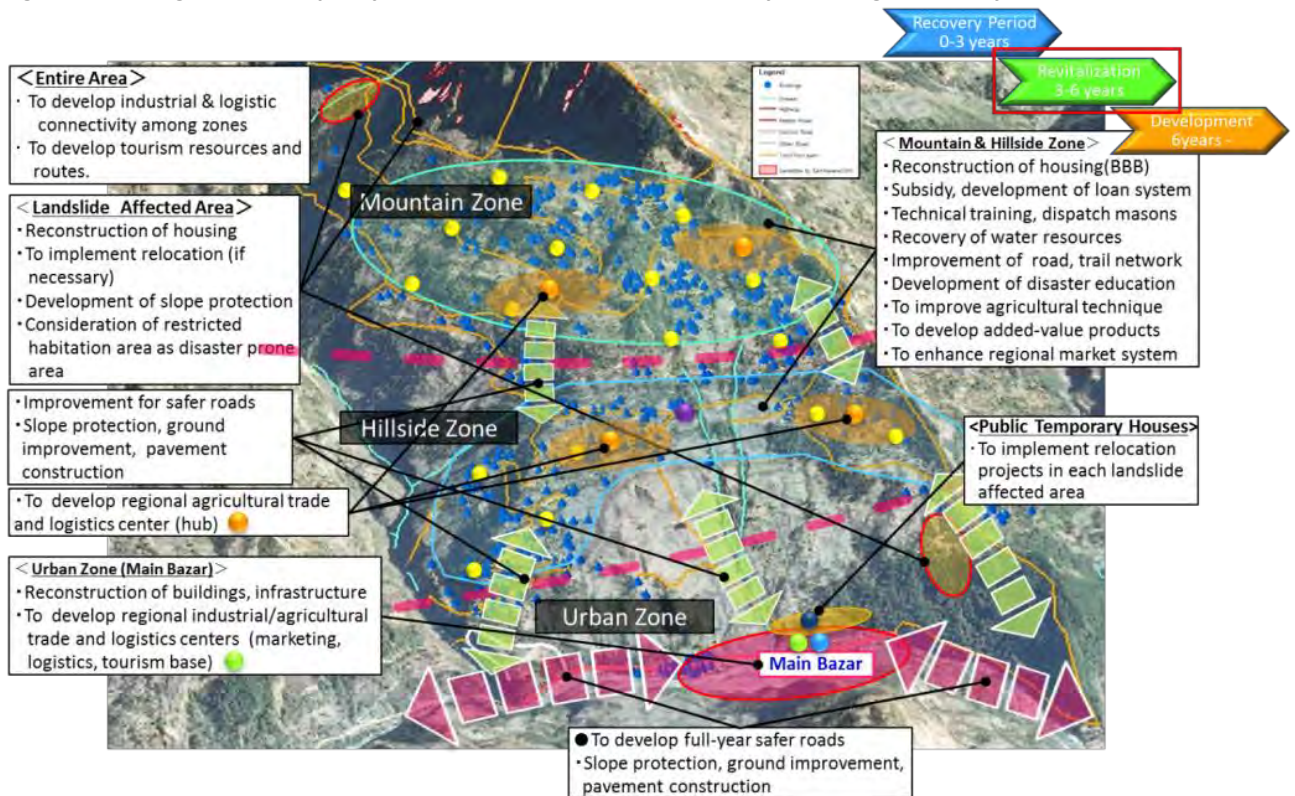 Recovery Period
0-3 years
Revitalization
3-6 years
Development
6years -
<Entire Area>
· To develop industrial & logistic
connectivity among zones
· To develop tourism resources and
routes.
<Landslide Affected Area>
·Reconstruction of housing
·To implement relocation (if
necessary)
·Development of slope protection
·Consideration of restricted
habitation area as disaster prone
area
·Improvement for safer roads
·Slope protection, ground
improvement, pavement
construction
·To develop regional agricultural trade
and logistics center (hub)
<Urban Zone (Main Bazar)>
·Reconstruction of buildings, infrastructure
·To develop regional industrial/agricultural
trade and logistics centers (marketing,
logistics, tourism base)
Legend
Mountain Zone
Hillside Zone
Urban Zone
Main Bazar
<Mountain & Hillside Zone>
·Reconstruction of housing(BBB)
·Subsidy, development of loan system
·Technical training, dispatch masons
·Recovery of water resources
·Improvement of road, trail network
·Development of disaster education
·To improve agricultural technique
·To develop added-value products
·To enhance regional market system
<Public Temporary Houses>
·To implement relocation
projects in each landslide
affected area
●To develop full-year safer roads
·Slope protection, ground improvement,
pavement construction